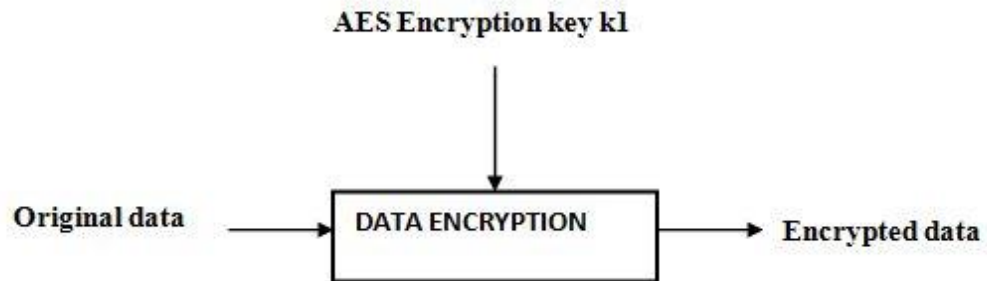 AES Encryption key k1
Original data
DATA ENCRYPTION
Encrypted data